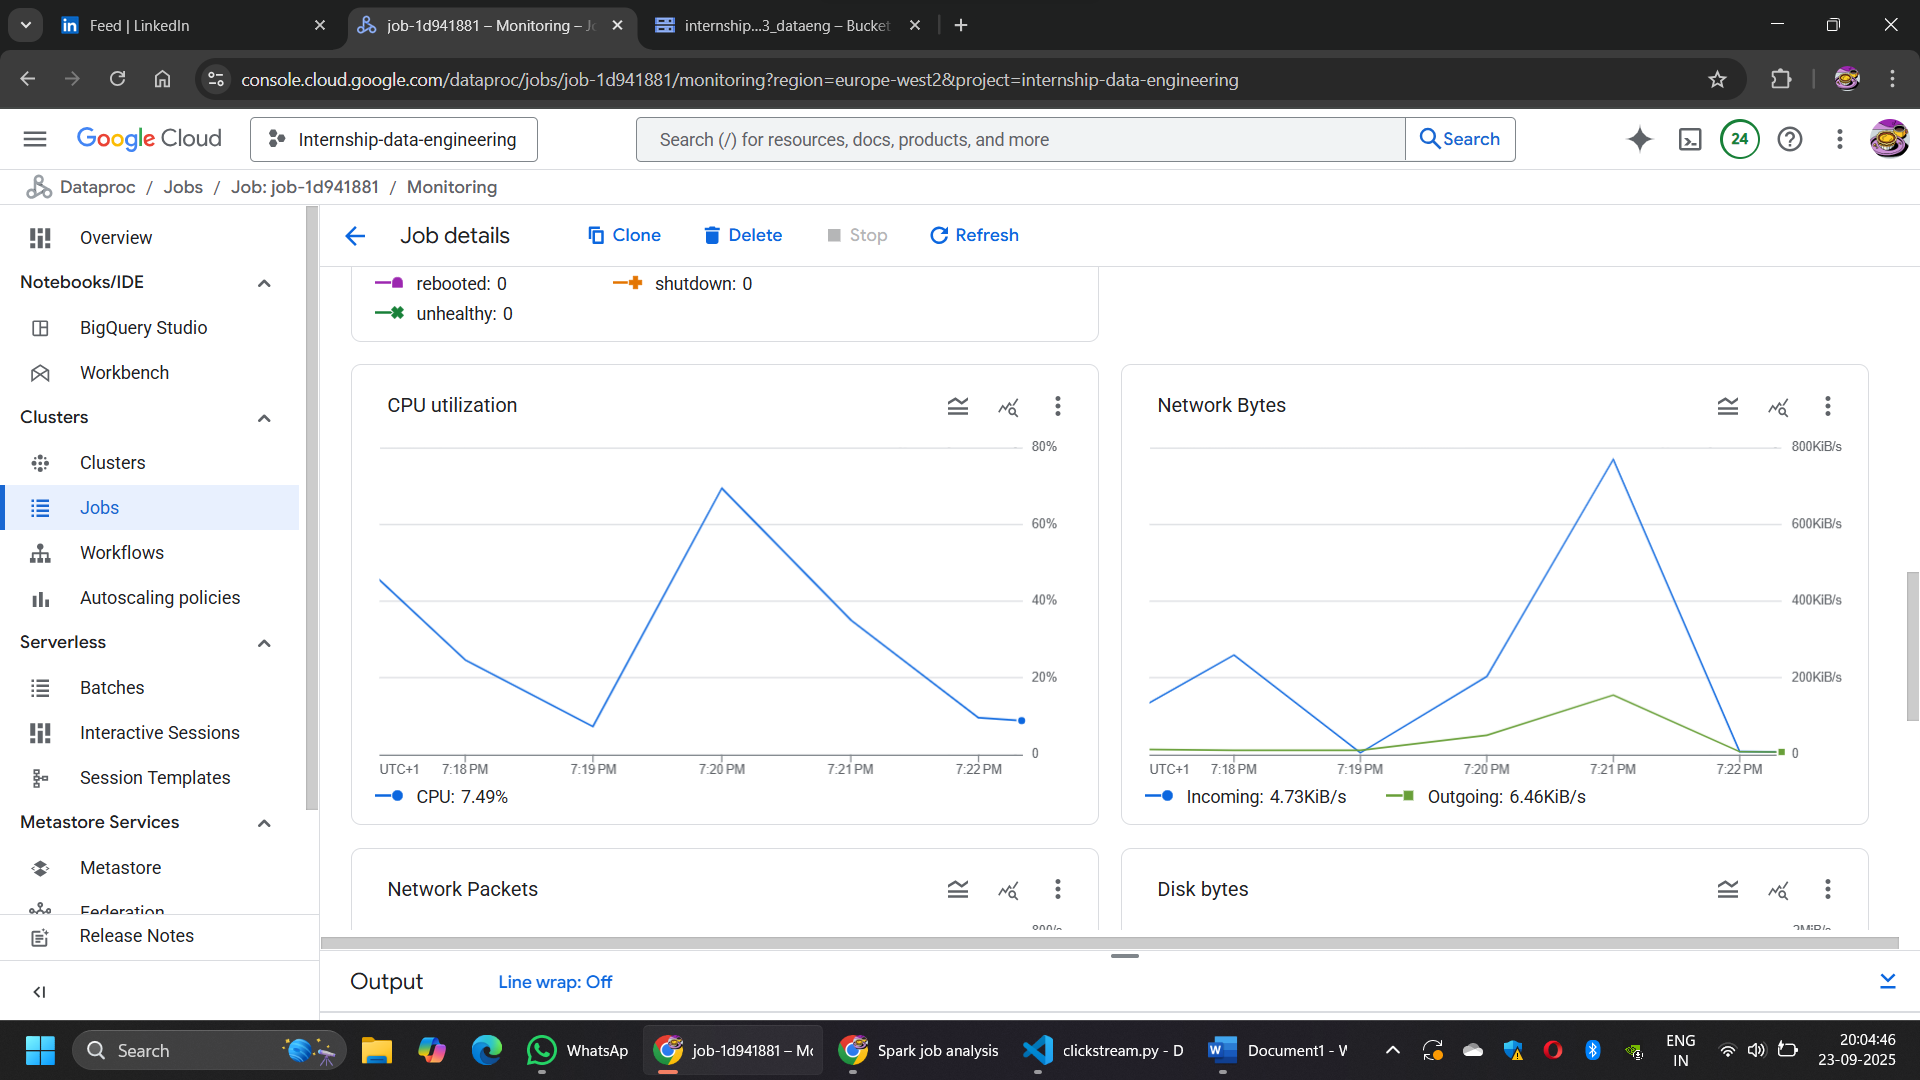 Feed | LinkedIn
job-1d941881 – Monitoring – Jo
internship...3_dataeng – Bucket
console.cloud.google.com/dataproc/jobs/job-1d941881/monitoring?region=europe-west2&project=internship-data-engineering
Google Cloud
Internship-data-engineering
Search (/) for resources, docs, products, and more
Search
24
Dataproc / Jobs / Job: job-1d941881 / Monitoring
Overview
Notebooks/IDE
BigQuery Studio
Workbench
Clusters
Clusters
Jobs
Workflows
Autoscaling policies
Serverless
Batches
Interactive Sessions
Session Templates
Metastore Services
Metastore
Federation
Release Notes
Job details
Clone
Delete
Stop
Refresh
rebooted: 0
shutdown: 0
unhealthy: 0
CPU utilization
80%
60%
40%
20%
0
UTC+1 7:18 PM 7:19 PM 7:20 PM 7:21 PM 7:22 PM
CPU: 7.49%
Network Bytes
800KiB/s
600KiB/s
400KiB/s
200KiB/s
0
UTC+1 7:18 PM 7:19 PM 7:20 PM 7:21 PM 7:22 PM
Incoming: 4.73KiB/s
Outgoing: 6.46KiB/s
Network Packets
800/s
Disk bytes
2MiB/s
Output
Line wrap: Off
Search
WhatsApp
job-1d941881 – Mo
Spark job analysis
clickstream.py - D
Document1 - W
ENG
IN
20:04:46
23-09-2025